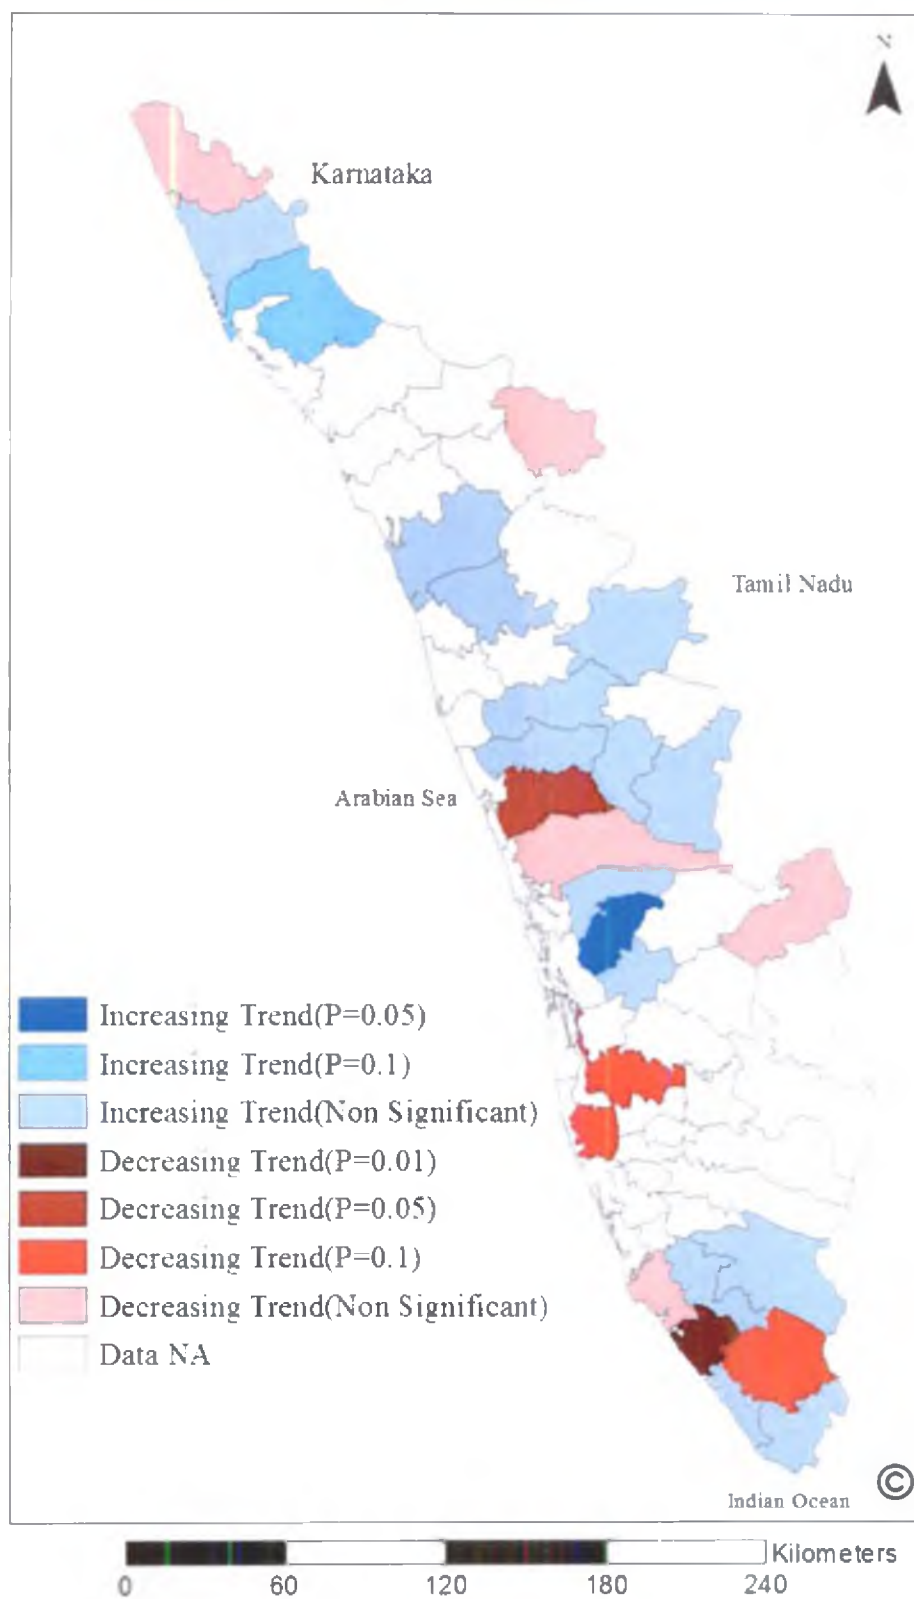 N
Karnataka
Tamil Nadu
Arabian Sea
Increasing Trend(P=0.05)
Increasing Trend(P=0.1)
Increasing Trend(Non Significant)
Decreasing Trend(P=0.01)
Decreasing Trend(P=0.05)
Decreasing Trend(P=0.1)
Decreasing Trend(Non Significant)
Data NA
Indian Ocean
©
Kilometers
0 60 120 180 240